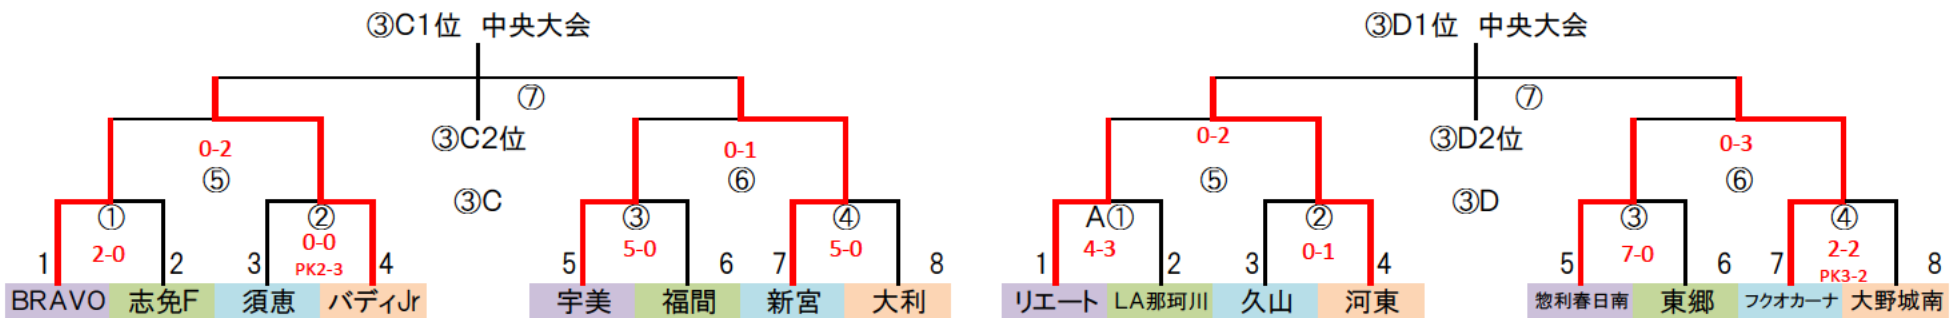 ③C1位 中央大会
⑦
③C2位
0-2
⑤
0-1
⑥
③C
①
2-0
②
0-0
PK2-3
③
5-0
④
5-0
1 2 3 4 5 6 7 8
BRAVO 志免F 須恵 バディJr 宇美 福間 新宮 大利
③D1位 中央大会
⑦
③D2位
0-2
⑤
0-3
⑥
③D
A①
4-3
②
0-1
③
7-0
④
2-2
PK3-2
1 2 3 4 5 6 7 8
リエート LA那珂川 久山 河東 惣利春日南 東郷 フクオカーナ 大野城南